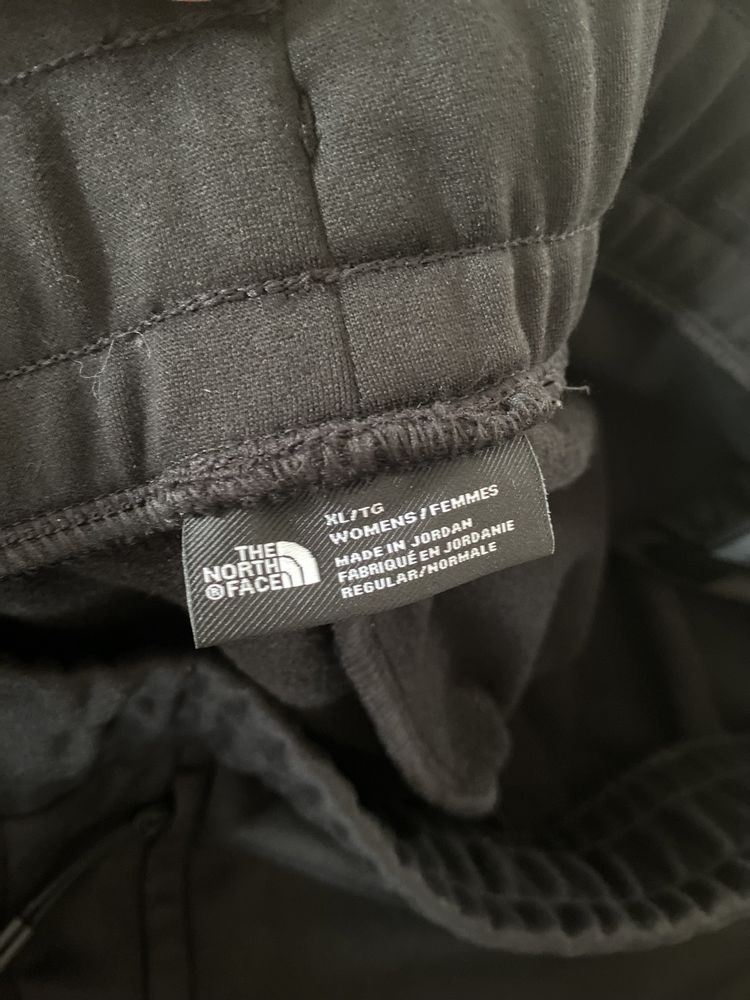 THE
NORTH
®FACE
XL/TG
WOMENS/FEMMES
MADE IN JORDAN
FABRIQUÉ EN JORDANIE
REGULAR/NORMALE